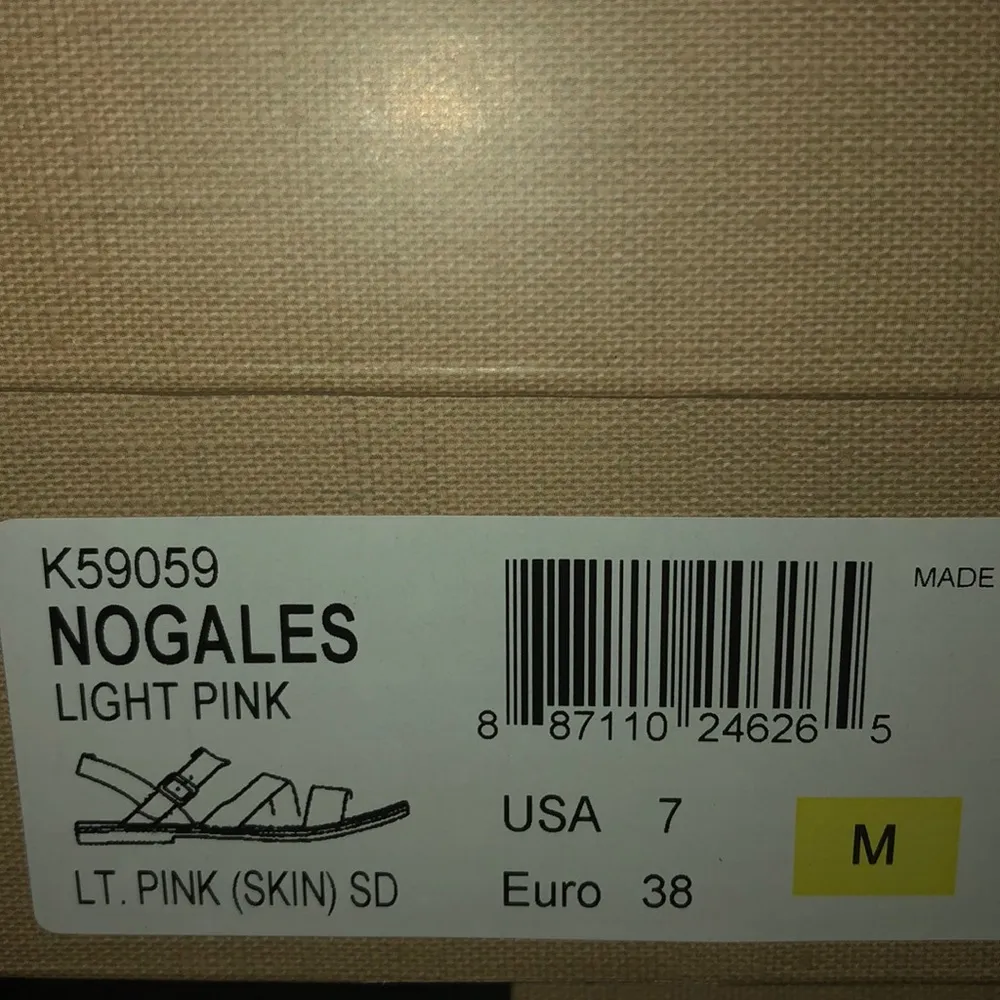 K59059
NOGALES
LIGHT PINK
LT. PINK (SKIN) SD
8 87110 24626 5
MADE
USA 7
Euro 38
M